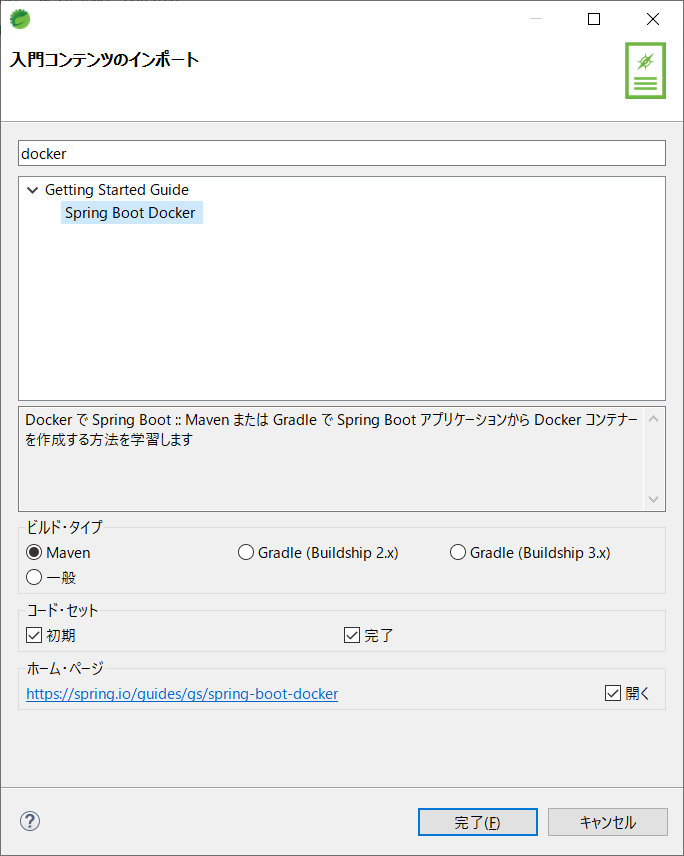 入門コンテンツのインポート
docker
Getting Started Guide
Spring Boot Docker
Docker で Spring Boot :: Maven または Gradle で Spring Boot アプリケーションから Docker コンテナー
を作成する方法を学習します
ビルド・タイプ
Maven
Gradle (Buildship 2.x)
Gradle (Buildship 3.x)
一般
コード・セット
初期
完了
ホーム・ページ
https://spring.io/guides/gs/spring-boot-docker
開く
?
完了(F)
キャンセル